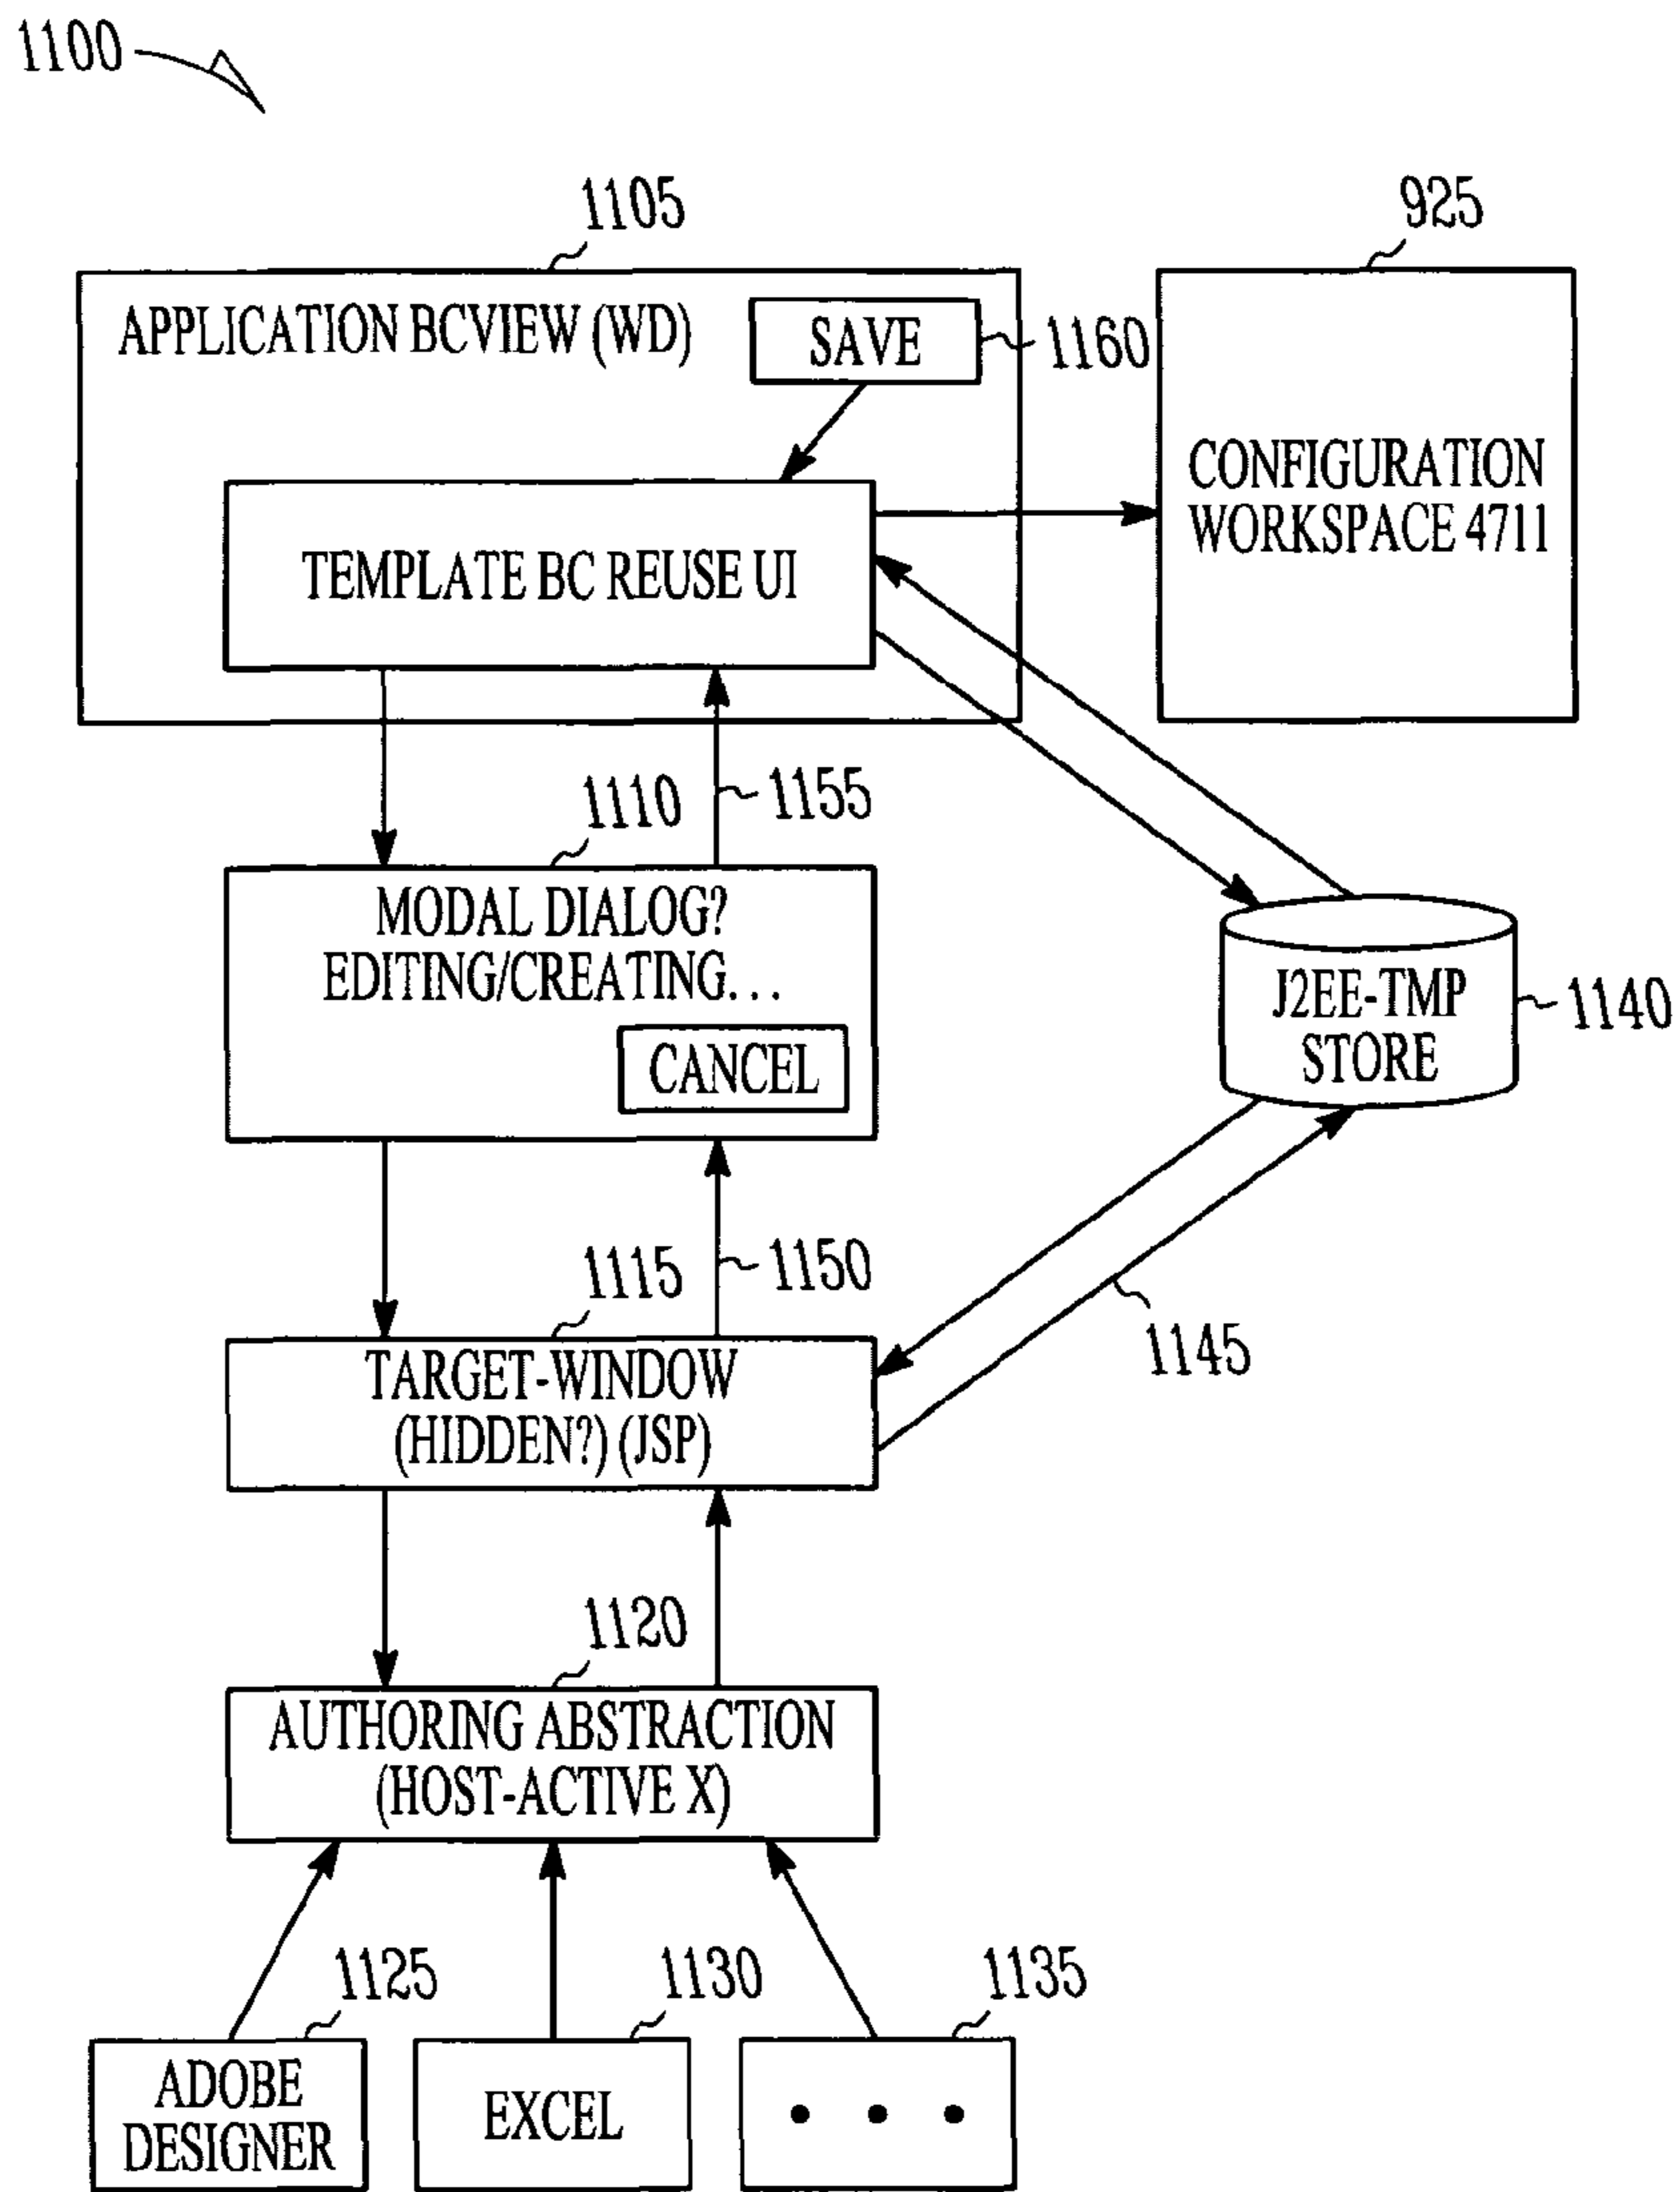 1100
1105
925
APPLICATION BCVIEW (WD)
SAVE
1160
CONFIGURATION
WORKSPACE 4711
TEMPLATE BC REUSE UI
1110
1155
MODAL DIALOG?
EDITING/CREATING...
CANCEL
J2EE-TMP
STORE
1140
1115
1150
1145
TARGET-WINDOW
(HIDDEN?) (JSP)
1120
AUTHORING ABSTRACTION
(HOST-ACTIVE X)
1125
1130
1135
ADOBE
DESIGNER
EXCEL
• • •